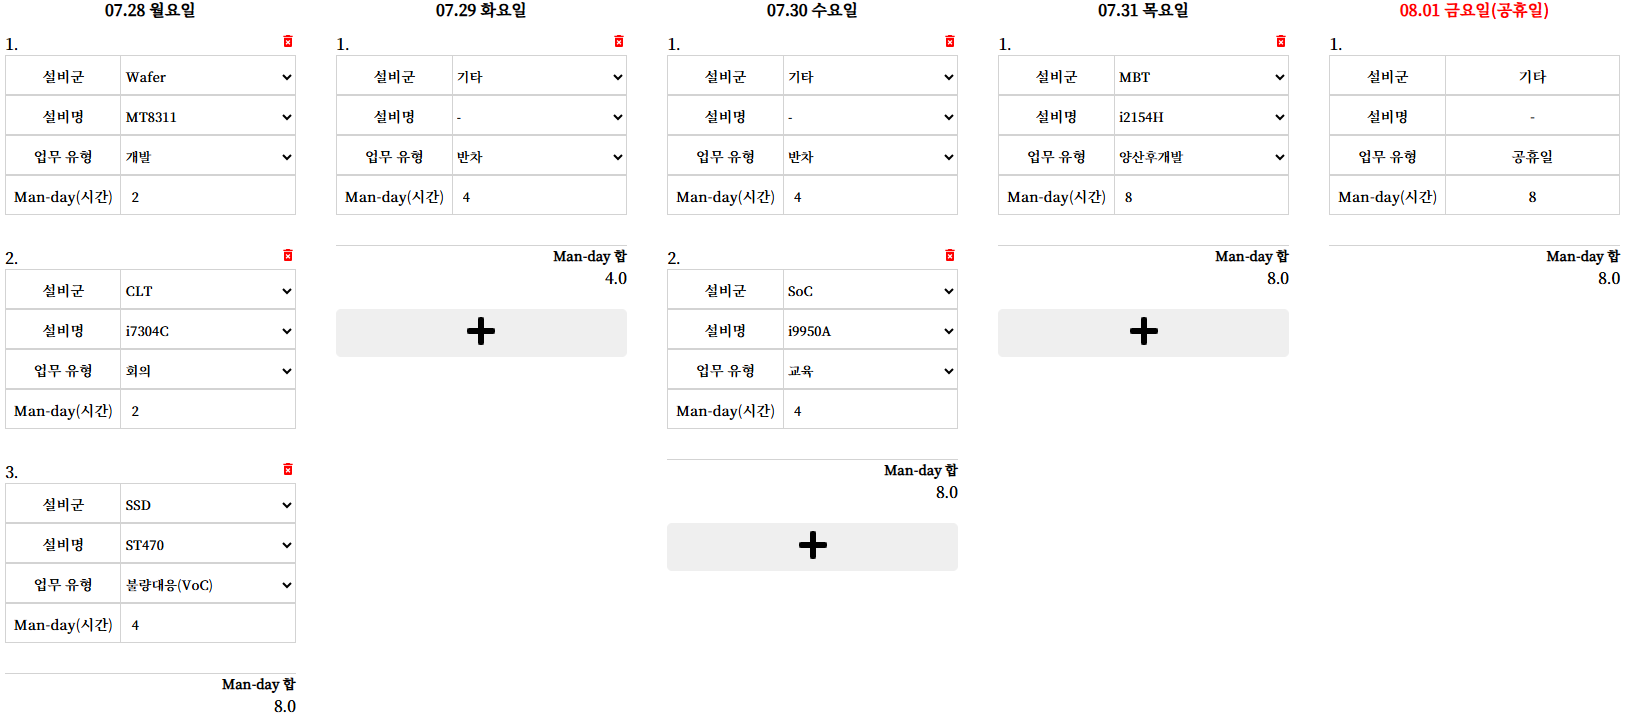 07.28 월요일
1.
설비군 Wafer
설비명 MT8311
업무 유형 개발
Man-day(시간) 2
2.
설비군 CLT
설비명 i7304C
업무 유형 회의
Man-day(시간) 2
3.
설비군 SSD
설비명 ST470
업무 유형 불량대응(VoC)
Man-day(시간) 4
Man-day 합
8.0
07.29 화요일
1.
설비군 기타
설비명 -
업무 유형 반차
Man-day(시간) 4
Man-day 합
4.0
07.30 수요일
1.
설비군 기타
설비명 -
업무 유형 반차
Man-day(시간) 4
2.
설비군 SoC
설비명 i9950A
업무 유형 교육
Man-day(시간) 4
Man-day 합
8.0
07.31 목요일
1.
설비군 MBT
설비명 i2154H
업무 유형 양산후개발
Man-day(시간) 8
Man-day 합
8.0
08.01 금요일(공휴일)
1.
설비군 기타
설비명 -
업무 유형 공휴일
Man-day(시간) 8
Man-day 합
8.0